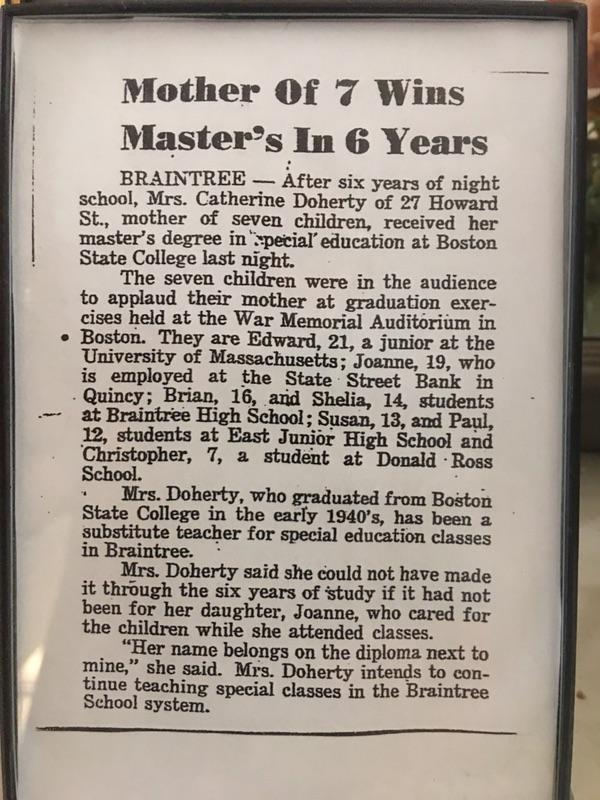 Mother Of 7 Wins
Master's In 6 Years
BRAINTREE — After six years of night
school, Mrs. Catherine Doherty of 27 Howard
St., mother of seven children, received her
master's degree in special education at Boston
State College last night.
The seven children were in the audience
to applaud their mother at graduation exer-
cises held at the War Memorial Auditorium in
Boston. They are Edward, 21, a junior at the
University of Massachusetts; Joanne, 19, who
is employed at the State Street Bank in
Quincy; Brian, 16, and Shelia, 14, students
at Braintree High School; Susan, 13, and Paul,
12, students at East Junior High School and
Christopher, 7, a student at Donald Ross
School.
Mrs. Doherty, who graduated from Boston
State College in the early 1940's, has been a
substitute teacher for special education classes
in Braintree.
Mrs. Doherty said she could not have made
it through the six years of study if it had not
been for her daughter, Joanne, who cared for
the children while she attended classes.
"Her name belongs on the diploma next to
mine," she said. Mrs. Doherty intends to con-
tinue teaching special classes in the Braintree
School system.